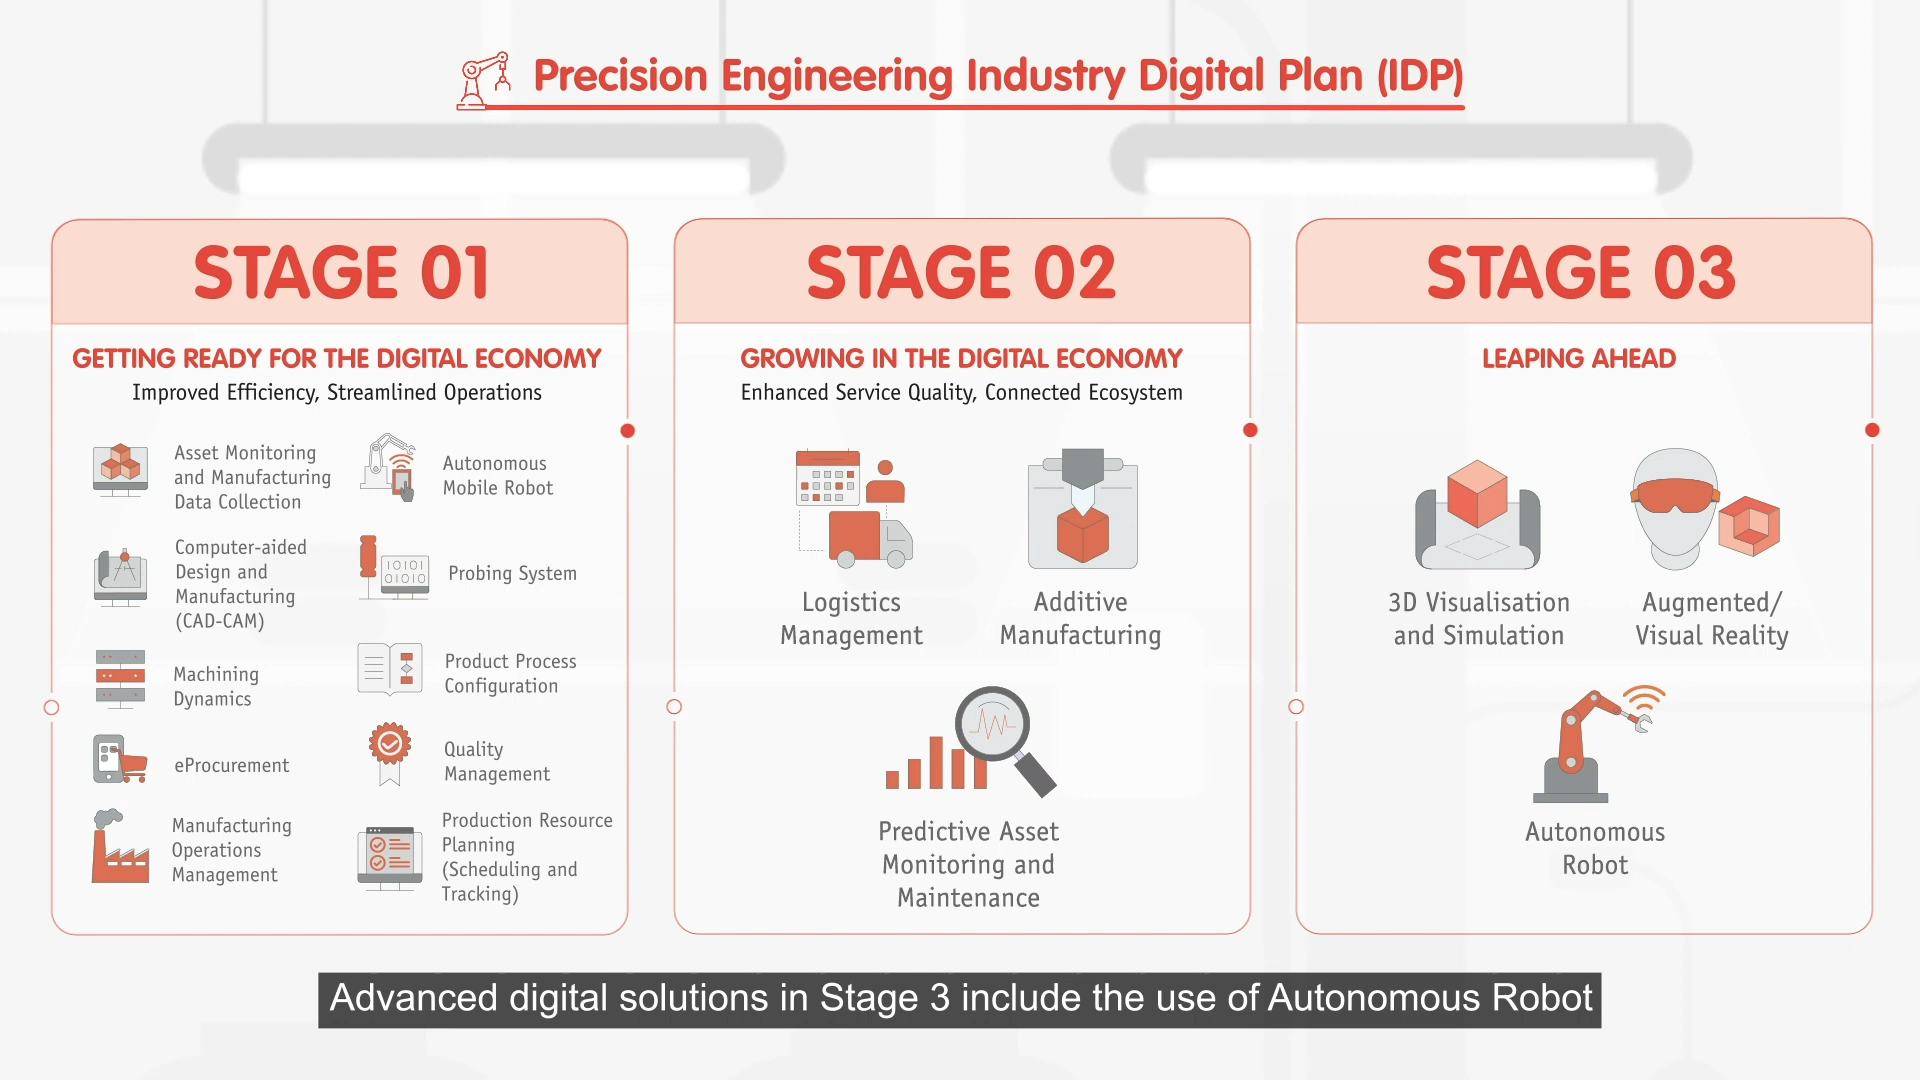 Precision Engineering Industry Digital Plan (IDP)
STAGE 01
GETTING READY FOR THE DIGITAL ECONOMY
Improved Efficiency, Streamlined Operations
Asset Monitoring
and Manufacturing
Data Collection
Autonomous
Mobile Robot
Computer-aided
Design and
Manufacturing
(CAD-CAM)
10101
01010
Probing System
Machining
Dynamics
Product Process
Configuration
eProcurement
Quality
Management
Manufacturing
Operations
Management
Production Resource
Planning
(Scheduling and
Tracking)
STAGE 02
GROWING IN THE DIGITAL ECONOMY
Enhanced Service Quality, Connected Ecosystem
Logistics
Management
Additive
Manufacturing
Predictive Asset
Monitoring and
Maintenance
STAGE 03
LEAPING AHEAD
3D Visualisation
and Simulation
Augmented/
Visual Reality
Autonomous
Robot
Advanced digital solutions in Stage 3 include the use of Autonomous Robot